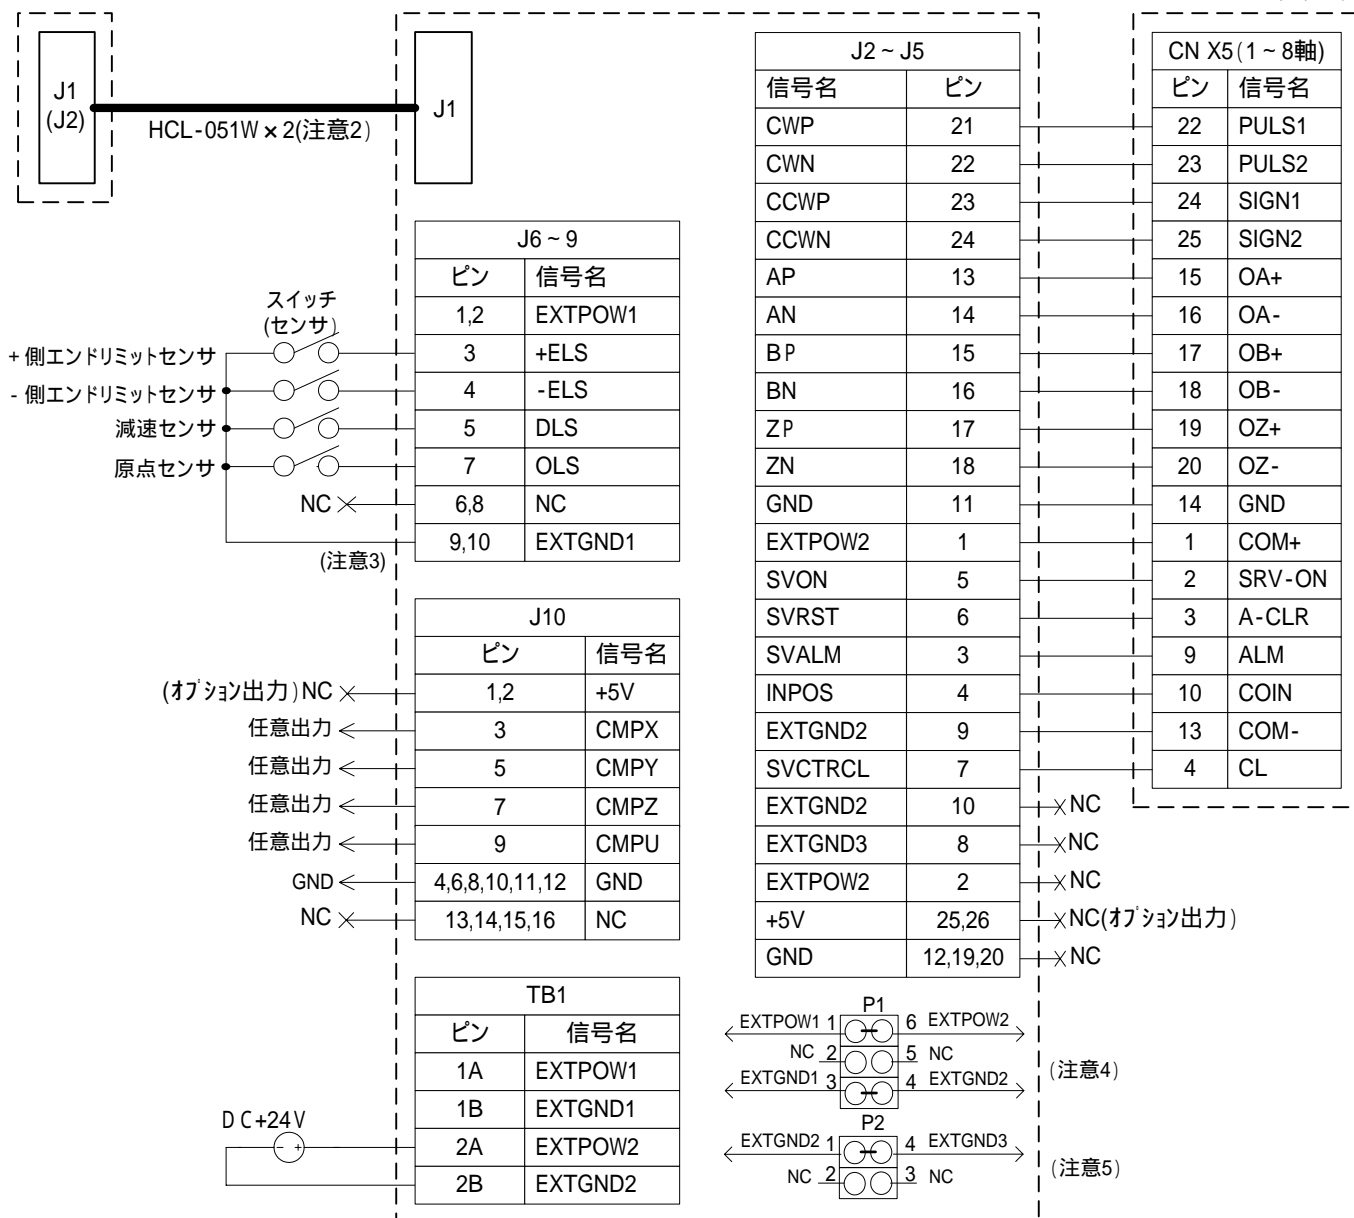 J1
(J2)
HCL-051W×2(注意2)
J1
J6~9
ピン 信号名
1,2 EXTPOW1
3 +ELS
4 -ELS
5 DLS
7 OLS
6,8 NC
9,10 EXTGND1
スイッチ
(センサ)
+側エンドリミットセンサ
-側エンドリミットセンサ
減速センサ
原点センサ
NC
(注意3)
J10
ピン 信号名
1,2 +5V
3 CMPX
5 CMPY
7 CMPZ
9 CMPU
4,6,8,10,11,12 GND
13,14,15,16 NC
(オプション出力)NC
任意出力
任意出力
任意出力
任意出力
GND
NC
TB1
ピン 信号名
1A EXTPOW1
1B EXTGND1
2A EXTPOW2
2B EXTGND2
DC+24V
- +
J2~J5
信号名 ピン
CWP 21
CWN 22
CCWP 23
CCWN 24
AP 13
AN 14
BP 15
BN 16
ZP 17
ZN 18
GND 11
EXTPOW2 1
SVON 5
SVRST 6
SVALM 3
INPOS 4
EXTGND2 9
SVCTRCL 7
EXTGND2 10 NC
EXTGND3 8 NC
EXTPOW2 2 NC
+5V 25,26 NC(オプション出力)
GND 12,19,20 NC
CN X5(1~8軸)
ピン 信号名
22 PULS1
23 PULS2
24 SIGN1
25 SIGN2
15 OA+
16 OA-
17 OB+
18 OB-
19 OZ+
20 OZ-
14 GND
1 COM+
2 SRV-ON
3 A-CLR
9 ALM
10 COIN
13 COM-
4 CL
P1
EXTPOW1 1 6 EXTPOW2
NC 2 5 NC
EXTGND1 3 4 EXTGND2
(注意4)
P2
EXTGND2 1 4 EXTGND3
NC 2 3 NC
(注意5)